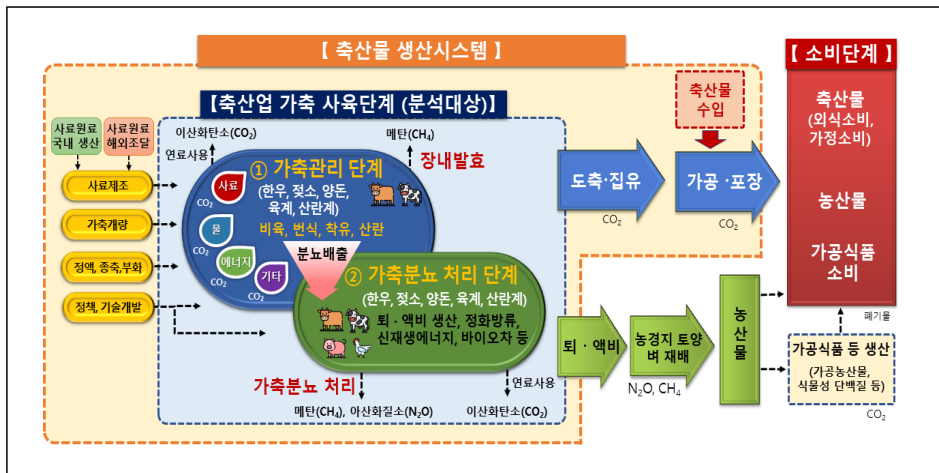 【 축산물 생산시스템 】
【 소비단계 】
【축산업 가축 사육단계 (분석대상)】
축산물
수입
축산물
(외식소비,
가정소비)
농산물
가공식품
소비
사료원료
국내 생산
사료원료
해외조달
사료제조
가축개량
정액, 종축,부화
정책, 기술개발
이산화탄소(CO₂)
연료사용
메탄(CH₄)
장내발효
① 가축관리 단계
(한우, 젖소, 양돈,
육계, 산란계)
비육, 번식, 착유, 산란
사료
CO₂
물
CO₂
에너지
CO₂
기타
CO₂
분뇨배출
② 가축분뇨 처리 단계
(한우, 젖소, 양돈, 육계, 산란계)
퇴 · 액비 생산, 정화방류,
신재생에너지, 바이오차 등
가축분뇨 처리
메탄(CH₄), 아산화질소(N₂O)
연료사용
이산화탄소(CO₂)
도축·집유
CO₂
가공 ·포장
CO₂
퇴 · 액비
농경지 토양
벼 재배
N₂O, CH₄
농
산
물
폐기물
가공식품 등 생산
(가공농산물,
식물성 단백질 등)
CO₂